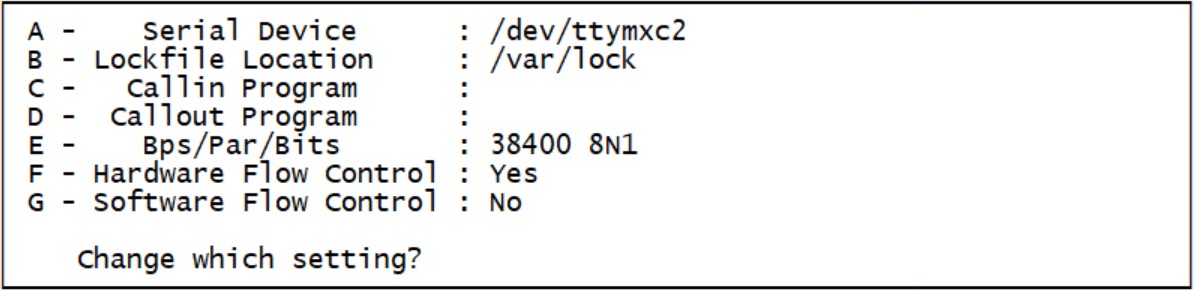 A -    Serial Device      : /dev/ttymxc2
B - Lockfile Location     : /var/lock
C -   Callin Program      :
D -  Callout Program      :
E -    Bps/Par/Bits       : 38400 8N1
F - Hardware Flow Control : Yes
G - Software Flow Control : No
Change which setting?